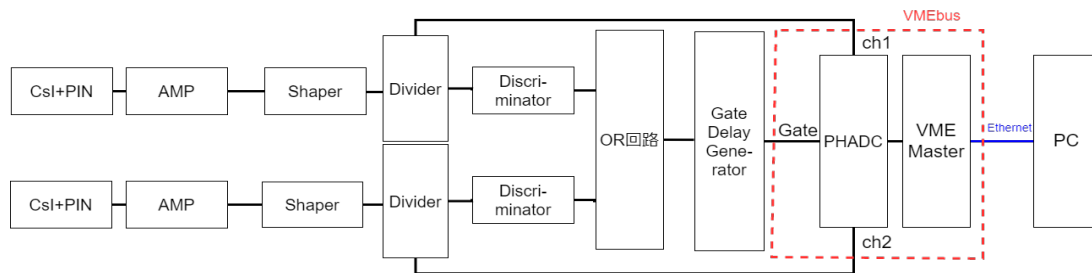 VMEbus
ch1
CsI+PIN
AMP
Shaper
Divider
Discri-
minator
OR回路
Gate
Delay
Gene-
rator
Gate
PHADC
VME
Master
Ethernet
PC
CsI+PIN
AMP
Shaper
Divider
Discri-
minator
ch2